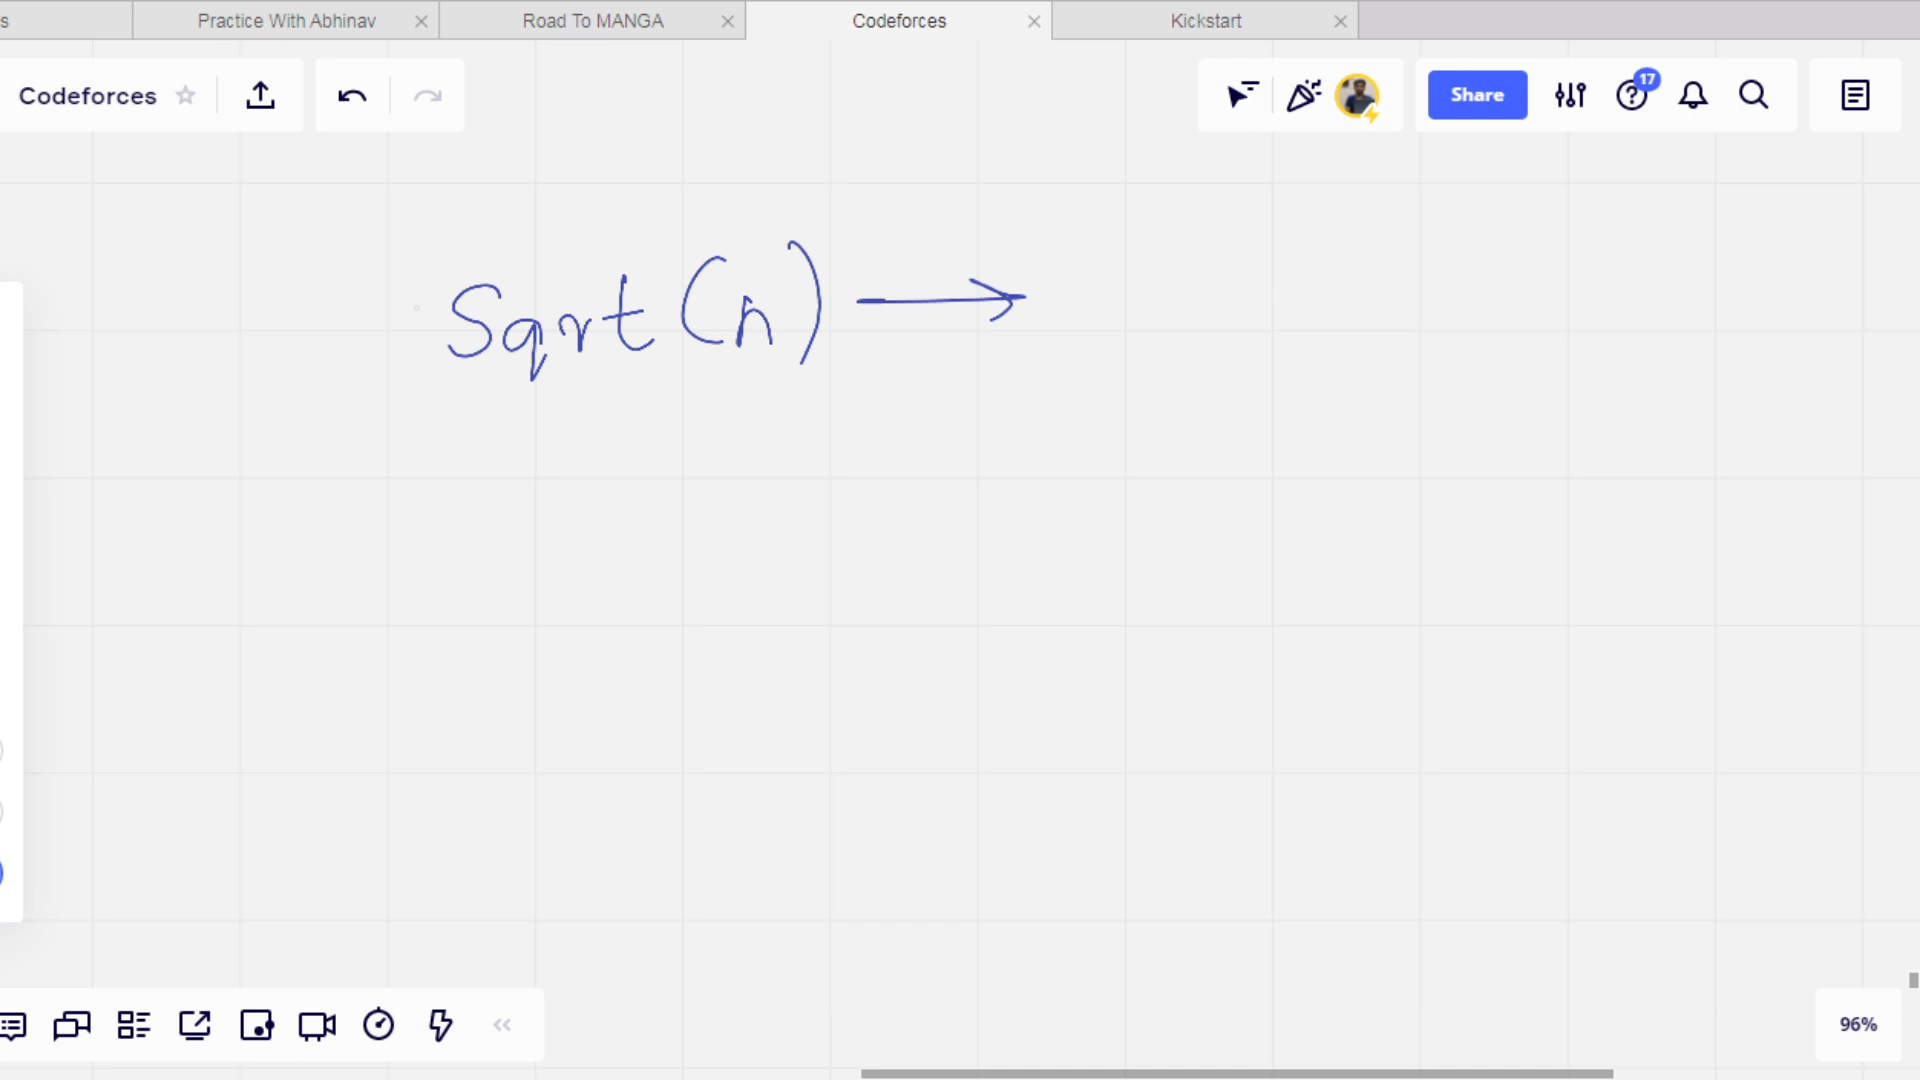 s Practice With Abhinav Road To MANGA Codeforces Kickstart
Codeforces Share 17
Sqrt(n) →
96%